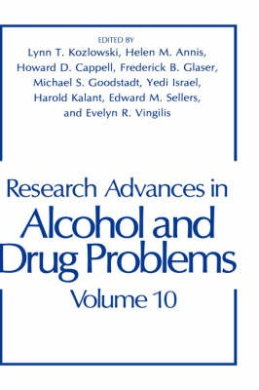 EDITED BY
Lynn T. Kozlowski, Helen M. Annis,
Howard D. Cappell, Frederick B. Glaser,
Michael S. Goodstadt, Yedi Israel,
Harold Kalant, Edward M. Sellers,
and Evelyn R. Vingilis
Research Advances in
Alcohol and
Drug Problems
Volume 10